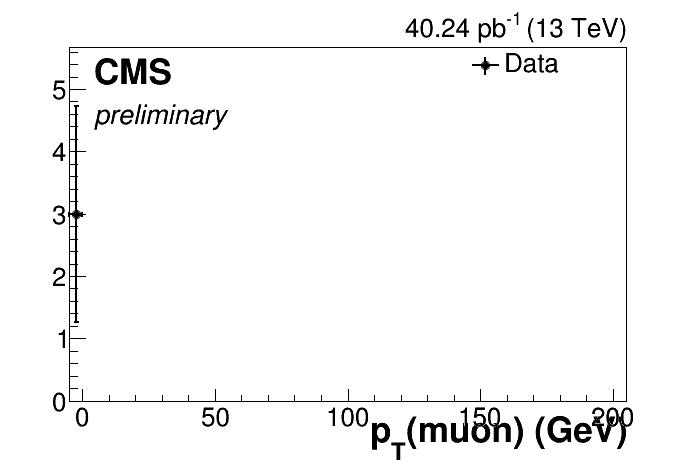 40.24 pb⁻¹ (13 TeV)
CMS
Data
preliminary
5
4
3
2
1
0
0 50 100 150 200
p_T(muon) (GeV)